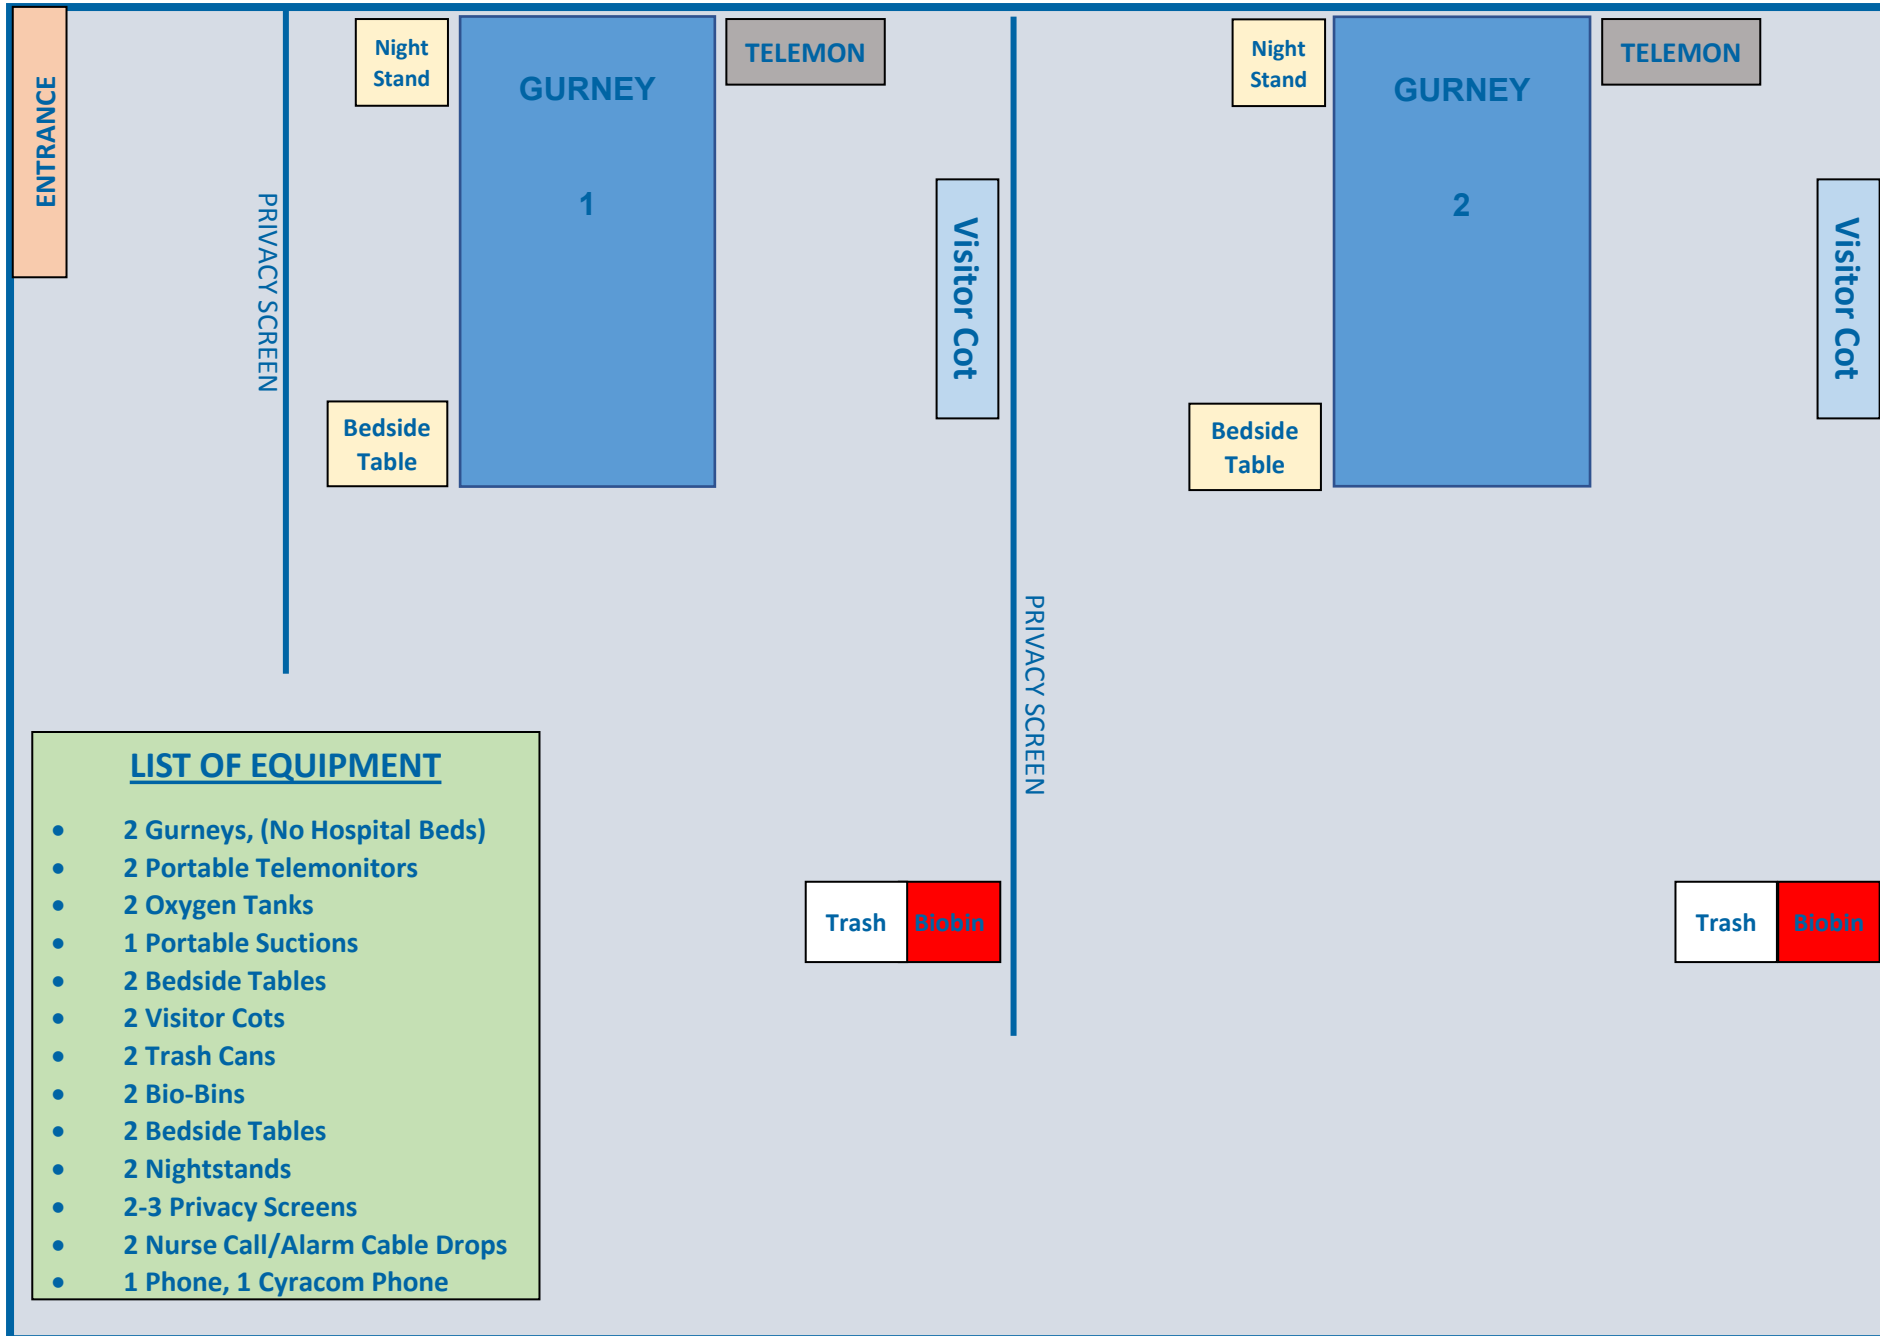 ENTRANCE
PRIVACY SCREEN
Night
Stand
GURNEY
1
TELEMON
Visitor Cot
Bedside
Table
PRIVACY SCREEN
Night
Stand
GURNEY
2
TELEMON
Visitor Cot
Bedside
Table
Trash
Biobin
Trash
Biobin
LIST OF EQUIPMENT
• 2 Gurneys, (No Hospital Beds)
• 2 Portable Telemonitors
• 2 Oxygen Tanks
• 1 Portable Suctions
• 2 Bedside Tables
• 2 Visitor Cots
• 2 Trash Cans
• 2 Bio-Bins
• 2 Bedside Tables
• 2 Nightstands
• 2-3 Privacy Screens
• 2 Nurse Call/Alarm Cable Drops
• 1 Phone, 1 Cyracom Phone